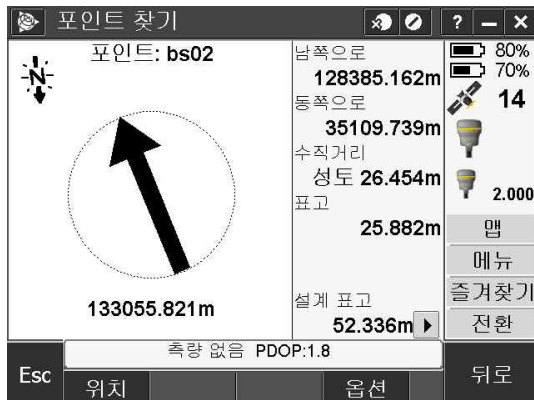 포인트 찾기
? – ×
포인트: bs02
N
133055.821m
남쪽으로
128385.162m
동쪽으로
35109.739m
수직거리
성토 26.454m
표고
25.882m
설계 표고
52.336m
80%
70%
14
2.000
맵
메뉴
즐겨찾기
전환
측량 없음 PDOP:1.8
Esc
위치
옵션
뒤로